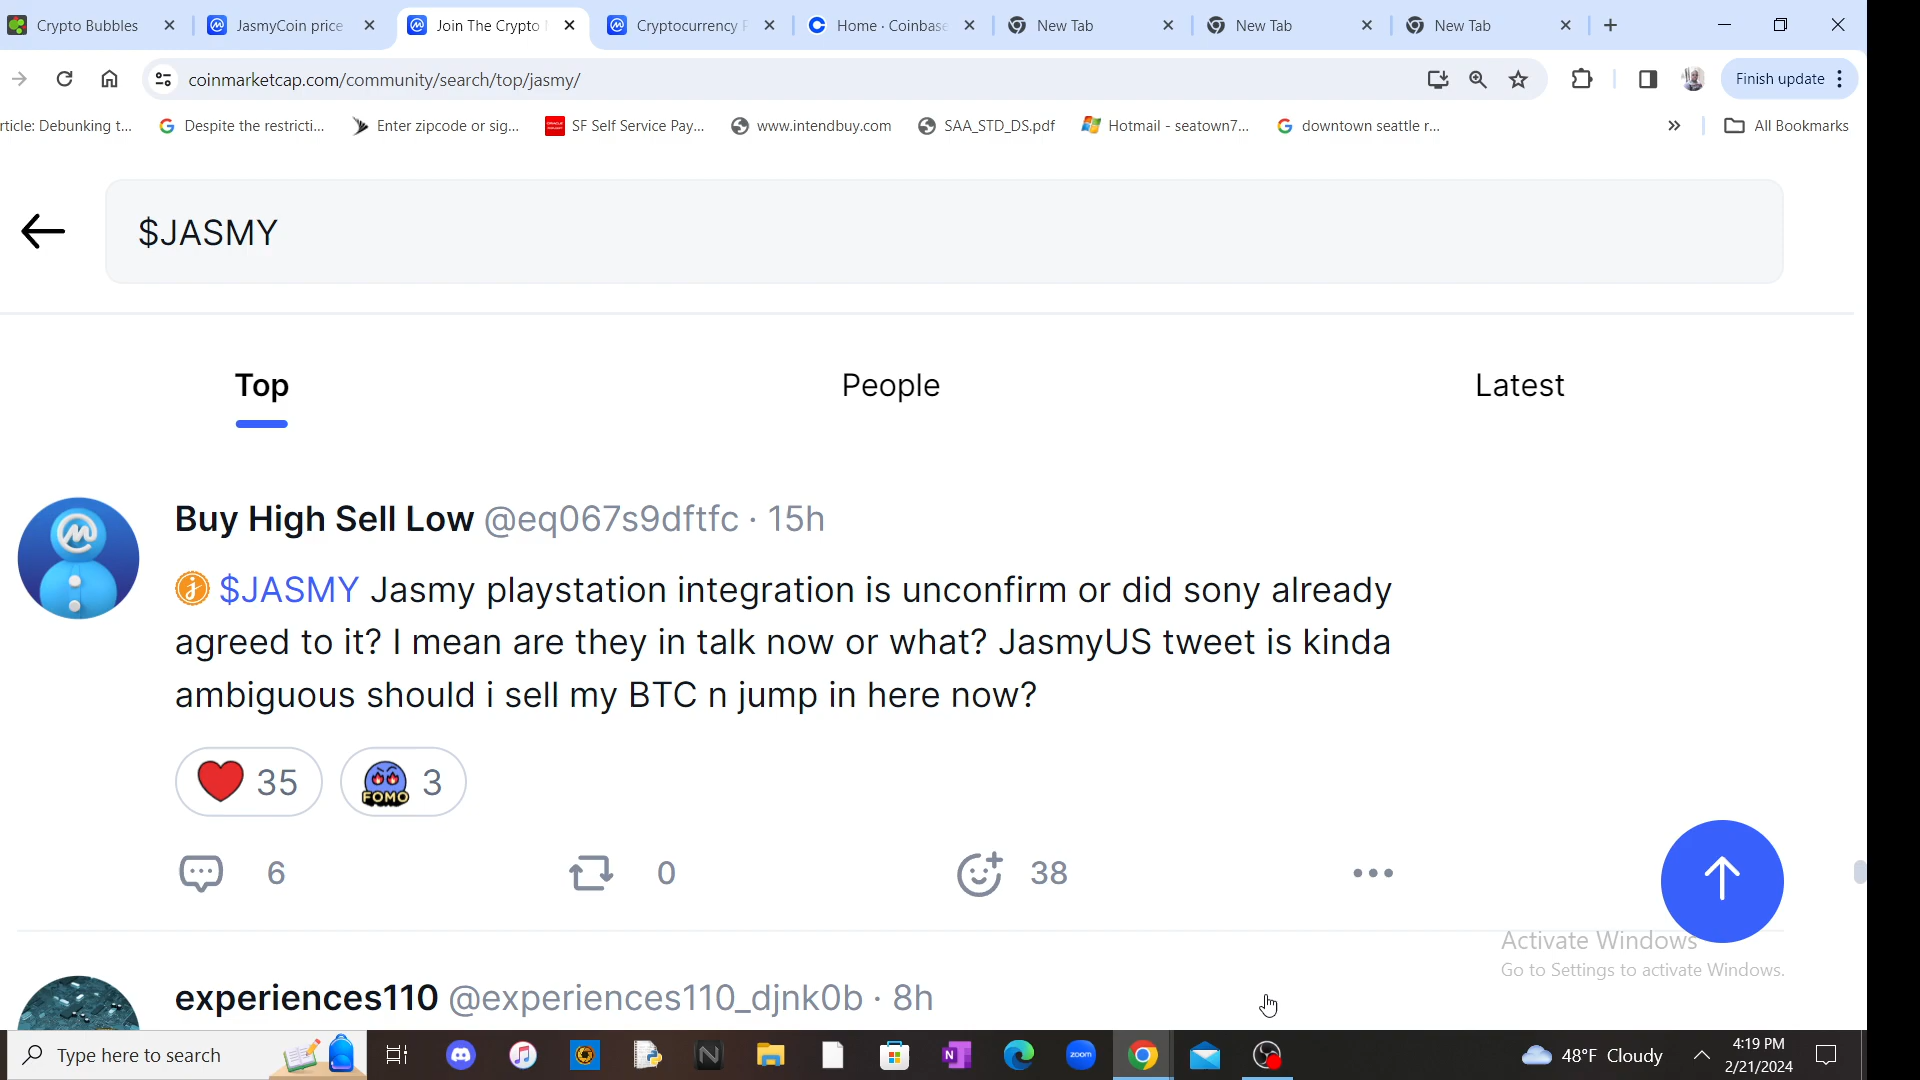 Crypto Bubbles
JasmyCoin price
Join The Crypto
Cryptocurrency
Home · Coinbase
New Tab
New Tab
New Tab
coinmarketcap.com/community/search/top/jasmy/
Finish update
rticle: Debunking t...
Despite the restricti...
Enter zipcode or sig...
SF Self Service Pay...
www.intendbuy.com
SAA_STD_DS.pdf
Hotmail - seatown7...
downtown seattle r...
All Bookmarks
$JASMY
Top
People
Latest
Buy High Sell Low @eq067s9dftfc · 15h
$JASMY Jasmy playstation integration is unconfirm or did sony already
agreed to it? I mean are they in talk now or what? JasmyUS tweet is kinda
ambiguous should i sell my BTC n jump in here now?
35
FOMO 3
6
0
38
Activate Windows
Go to Settings to activate Windows.
experiences110 @experiences110_djnk0b · 8h
Type here to search
zoom
48°F Cloudy
4:19 PM
2/21/2024